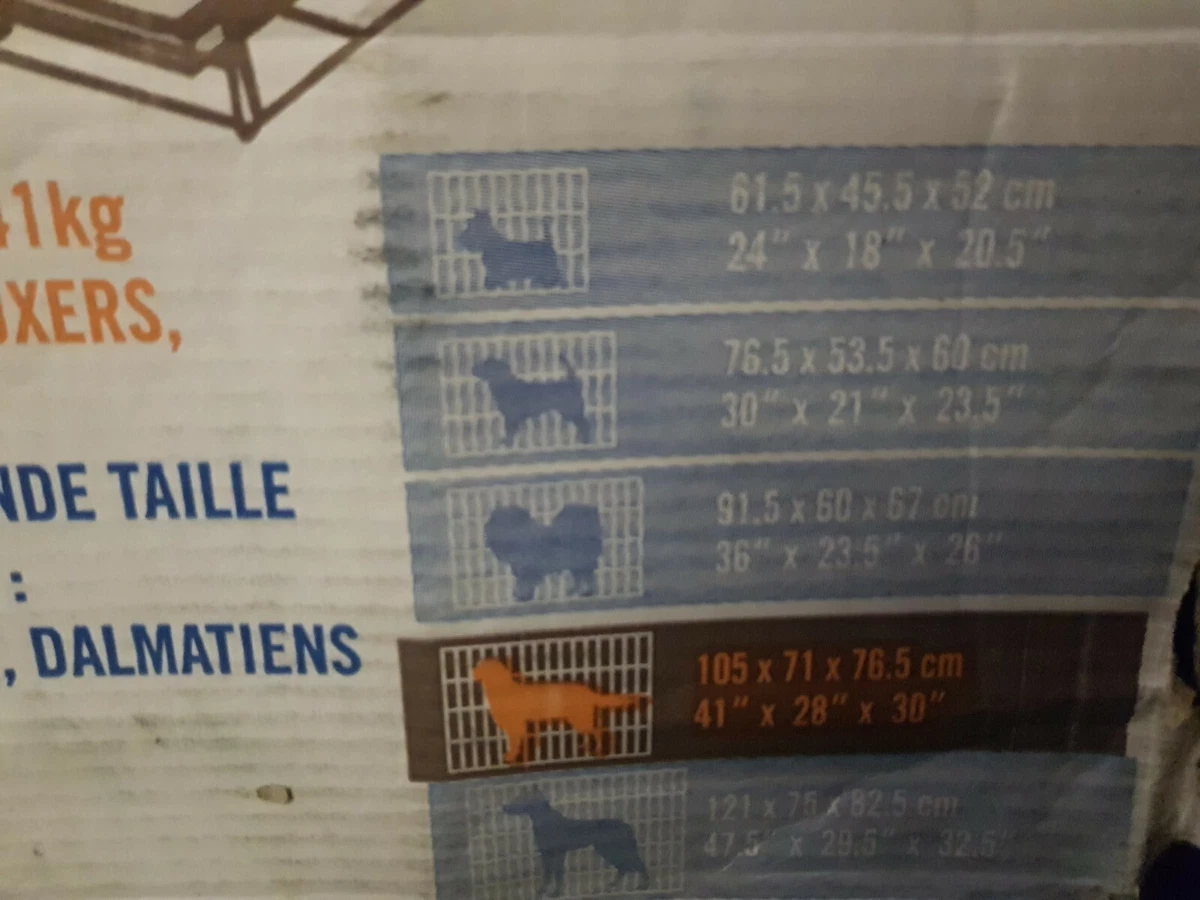 41kg
OXERS,
NDE TAILLE
:
, DALMATIENS
61.5 x 45.5 x 52 cm
24" x 18" x 20.5"
76.5 x 53.5 x 60 cm
30" x 21" x 23.5"
91.5 x 60 x 67 cm
36" x 23.5" x 26"
105 x 71 x 76.5 cm
41" x 28" x 30"
121 x 75 x 82.5 cm
47.5" x 29.5" x 32.5"